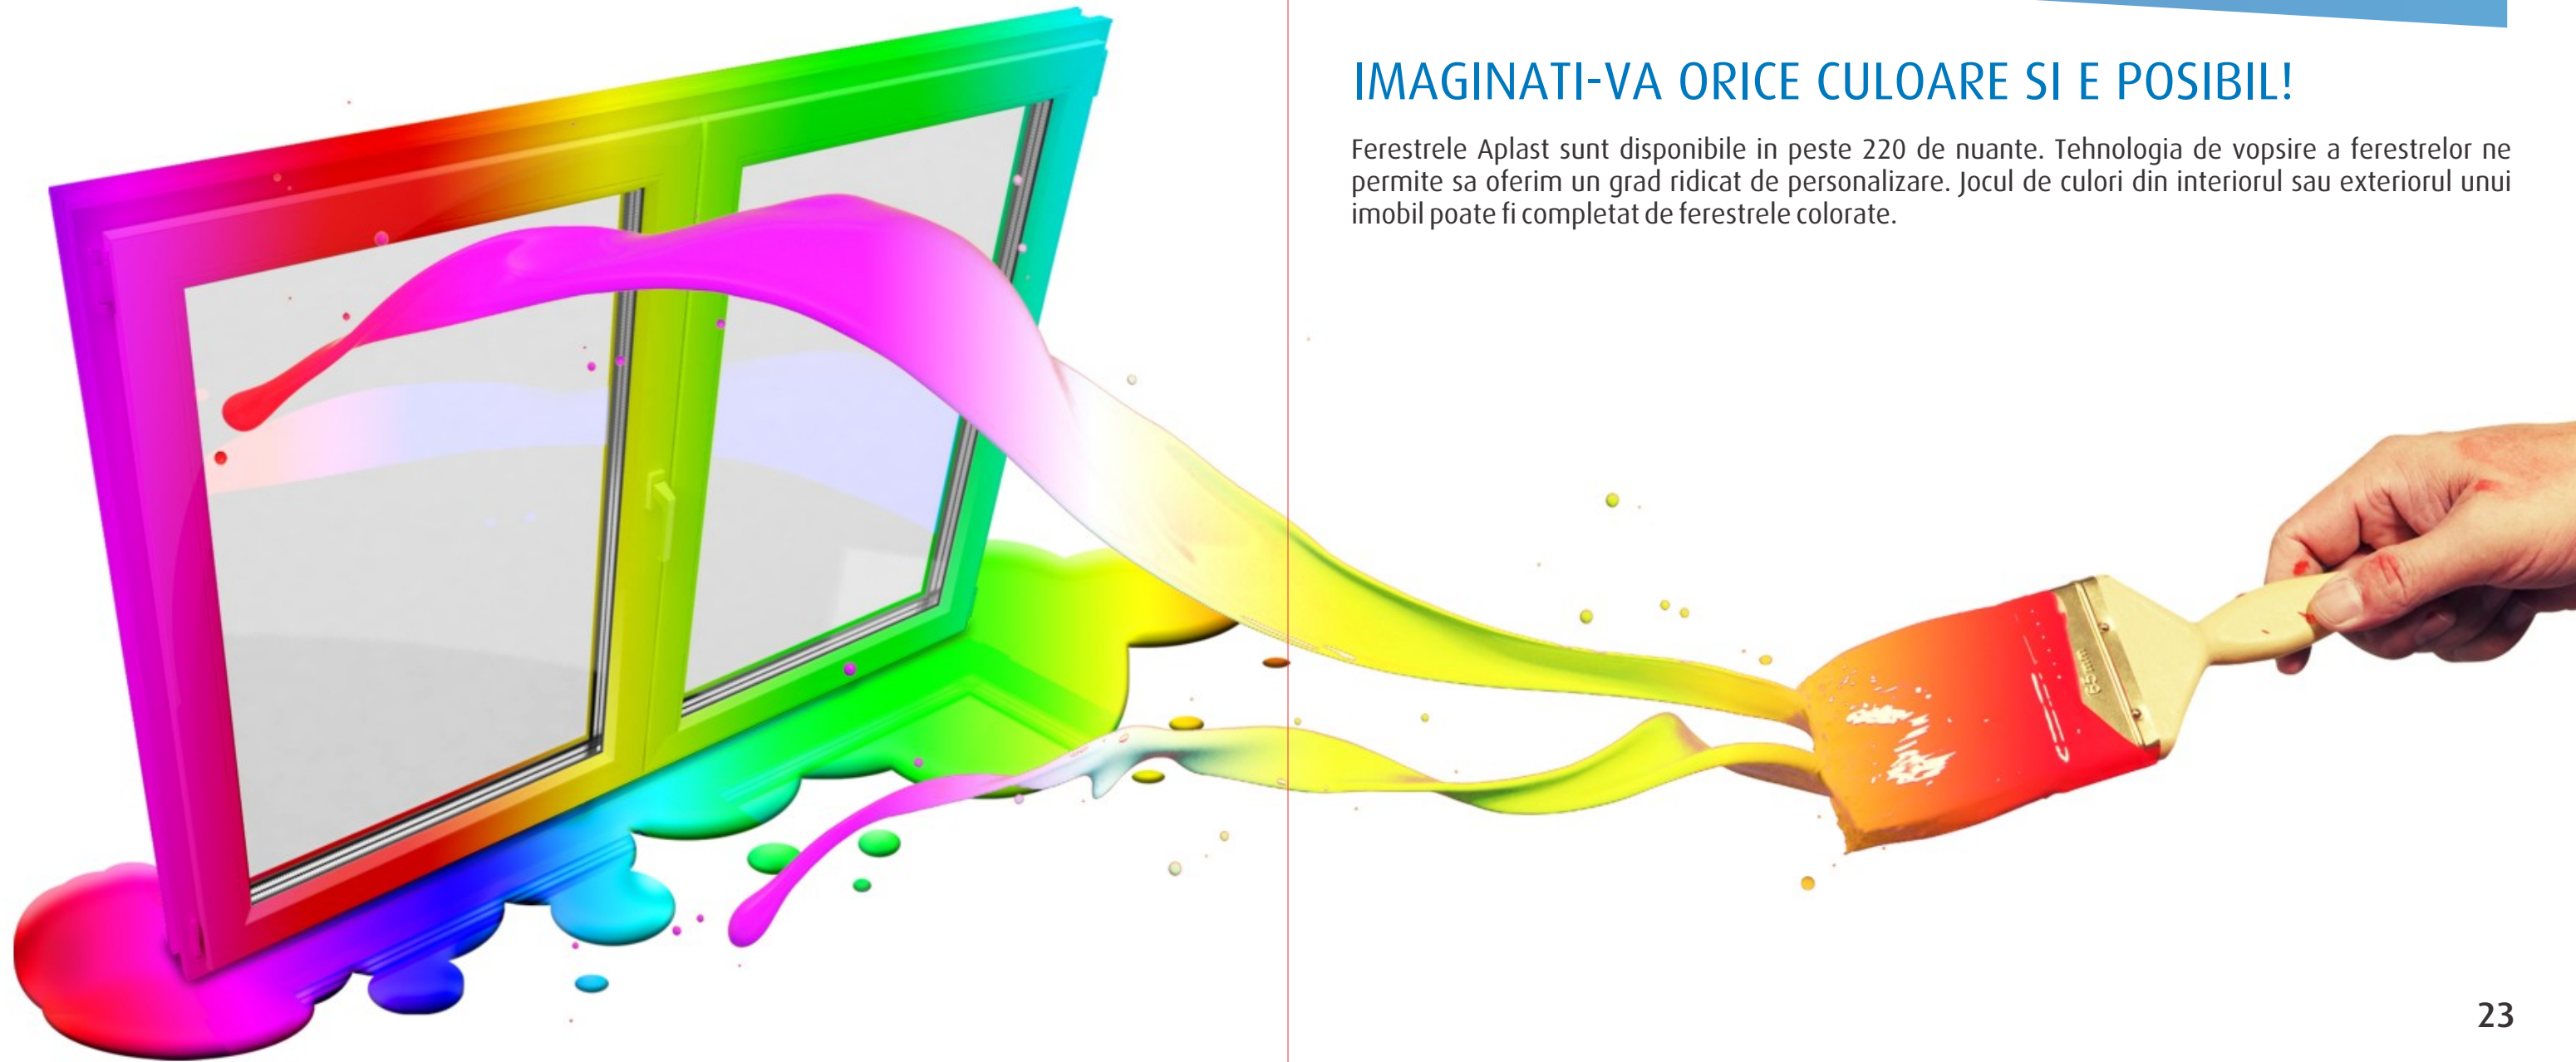 IMAGINATI-VA ORICE CULOARE SI E POSIBIL!
Ferestrele Aplast sunt disponibile in peste 220 de nuante. Tehnologia de vopsire a ferestrelor ne
permite sa oferim un grad ridicat de personalizare. Jocul de culori din interiorul sau exteriorul unui
imobil poate fi completat de ferestrele colorate.
65mm
23